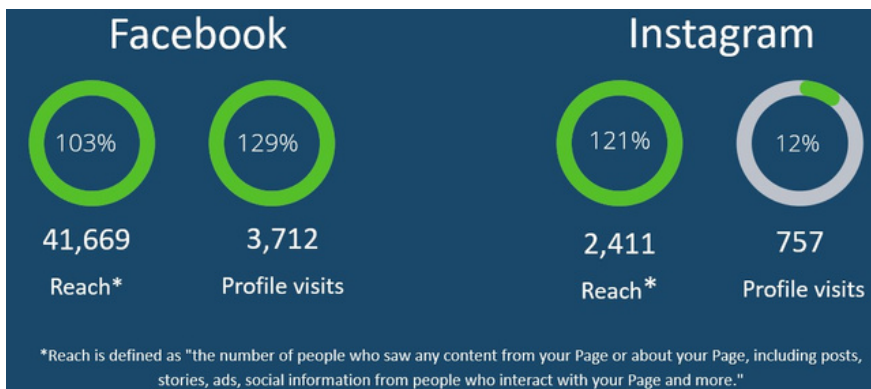 Facebook
Instagram
103%
129%
121%
12%
41,669
3,712
2,411
757
Reach*
Profile visits
Reach*
Profile visits
*Reach is defined as "the number of people who saw any content from your Page or about your Page, including posts,
stories, ads, social information from people who interact with your Page and more."